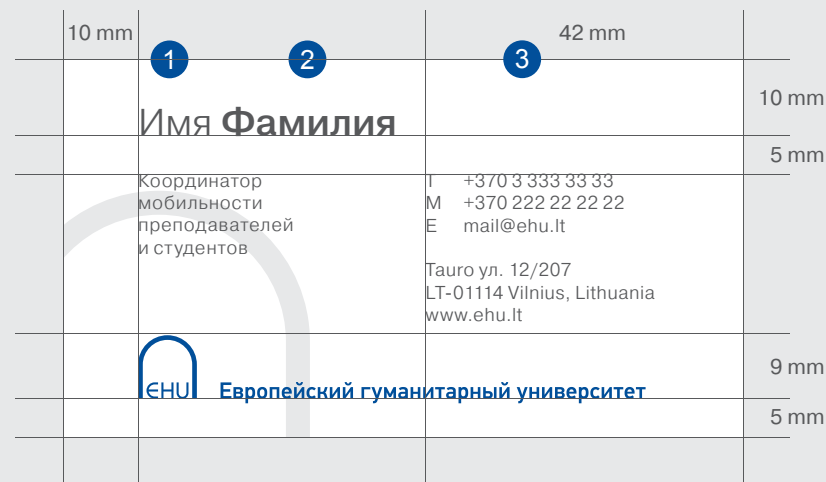 10 mm
42 mm
1
2
3
10 mm
Имя Фамилия
5 mm
Координатор
мобильности
преподавателей
и студентов
T +370 3 333 33 33
M +370 222 22 22 22
E mail@ehu.lt
Tauro ул. 12/207
LT-01114 Vilnius, Lithuania
www.ehu.lt
9 mm
EHU
Европейский гуманитарный университет
5 mm